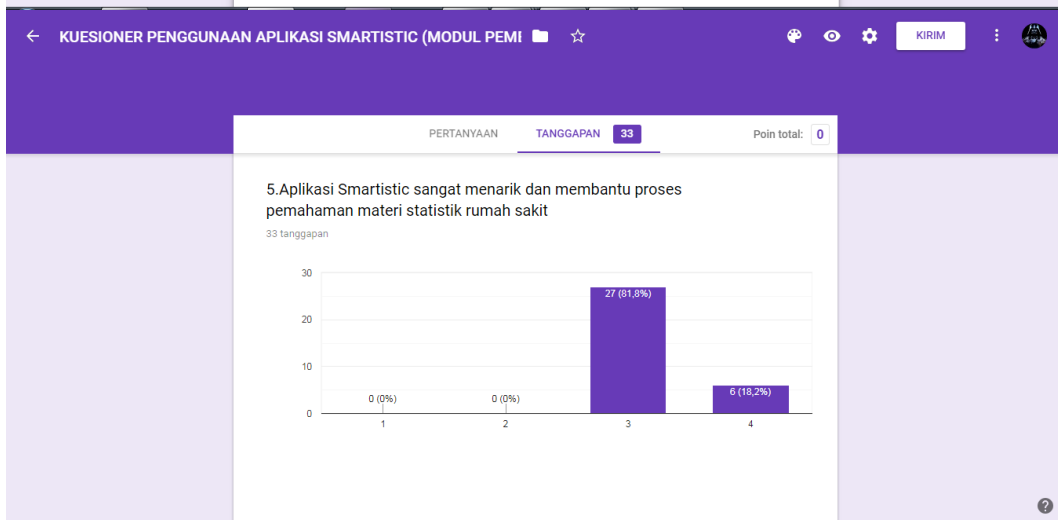 KUESIONER PENGGUNAAN APLIKASI SMARTISTIC (MODUL PEMB
KIRIM
PERTANYAAN TANGGAPAN 33 Poin total: 0
5.Aplikasi Smartistic sangat menarik dan membantu proses
pemahaman materi statistik rumah sakit
33 tanggapan
30
20
10
0
0 (0%) 0 (0%) 27 (81,8%) 6 (18,2%)
1 2 3 4